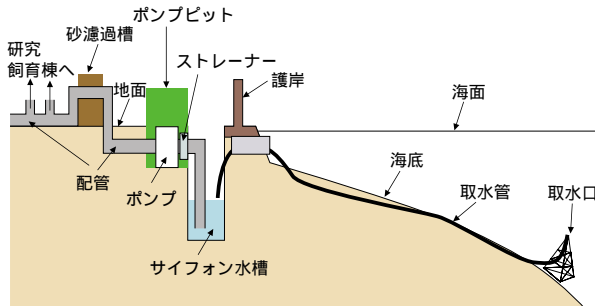 ポンプピット
砂濾過槽
ストレーナー
研究
飼育棟へ
地面
護岸
海面
海底
配管
ポンプ
取水管
取水口
サイフォン水槽